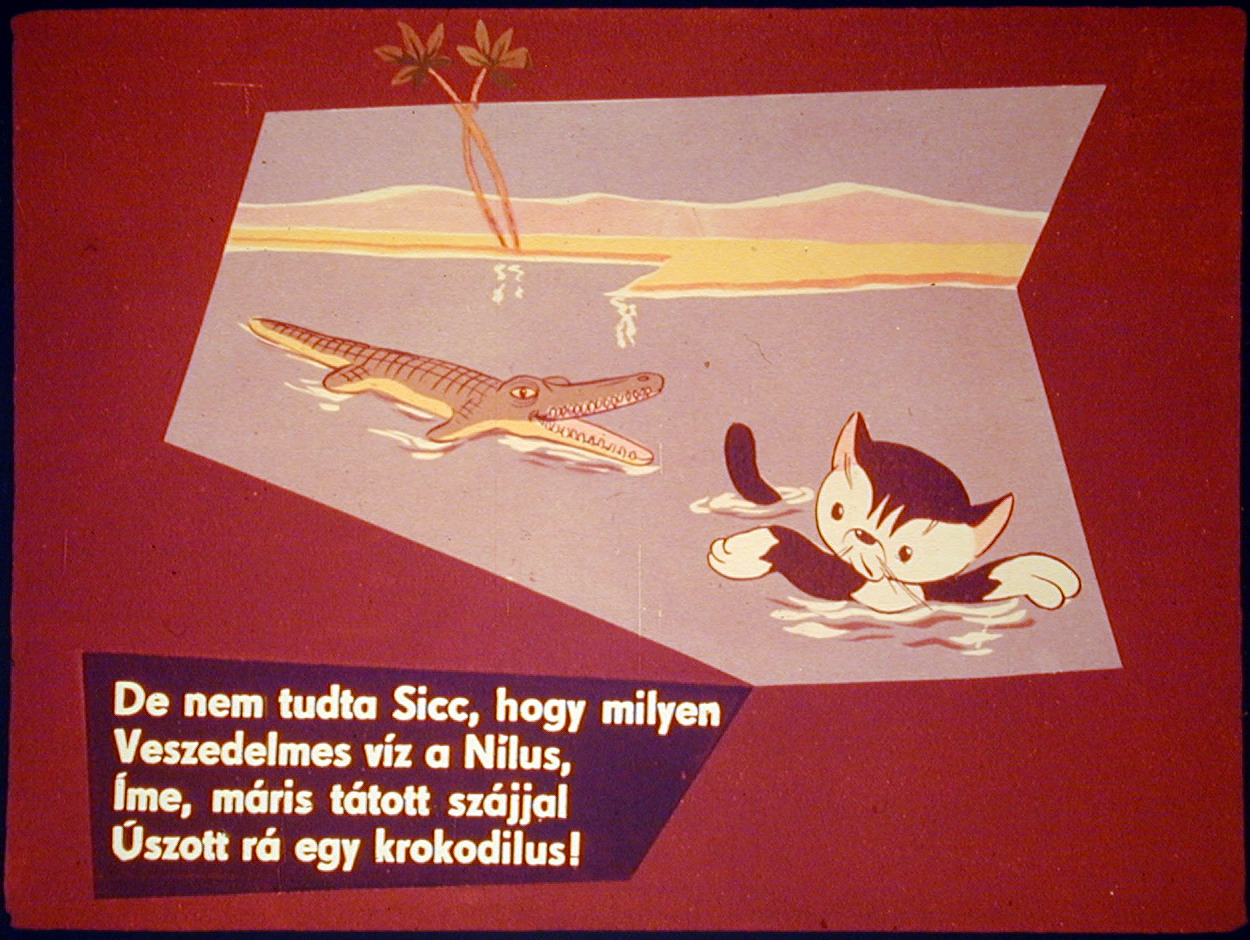 De nem tudta Sicc, hogy milyen
Veszedelmes víz a Nílus,
Íme, máris tátott szájjal
Úszott rá egy krokodilus!